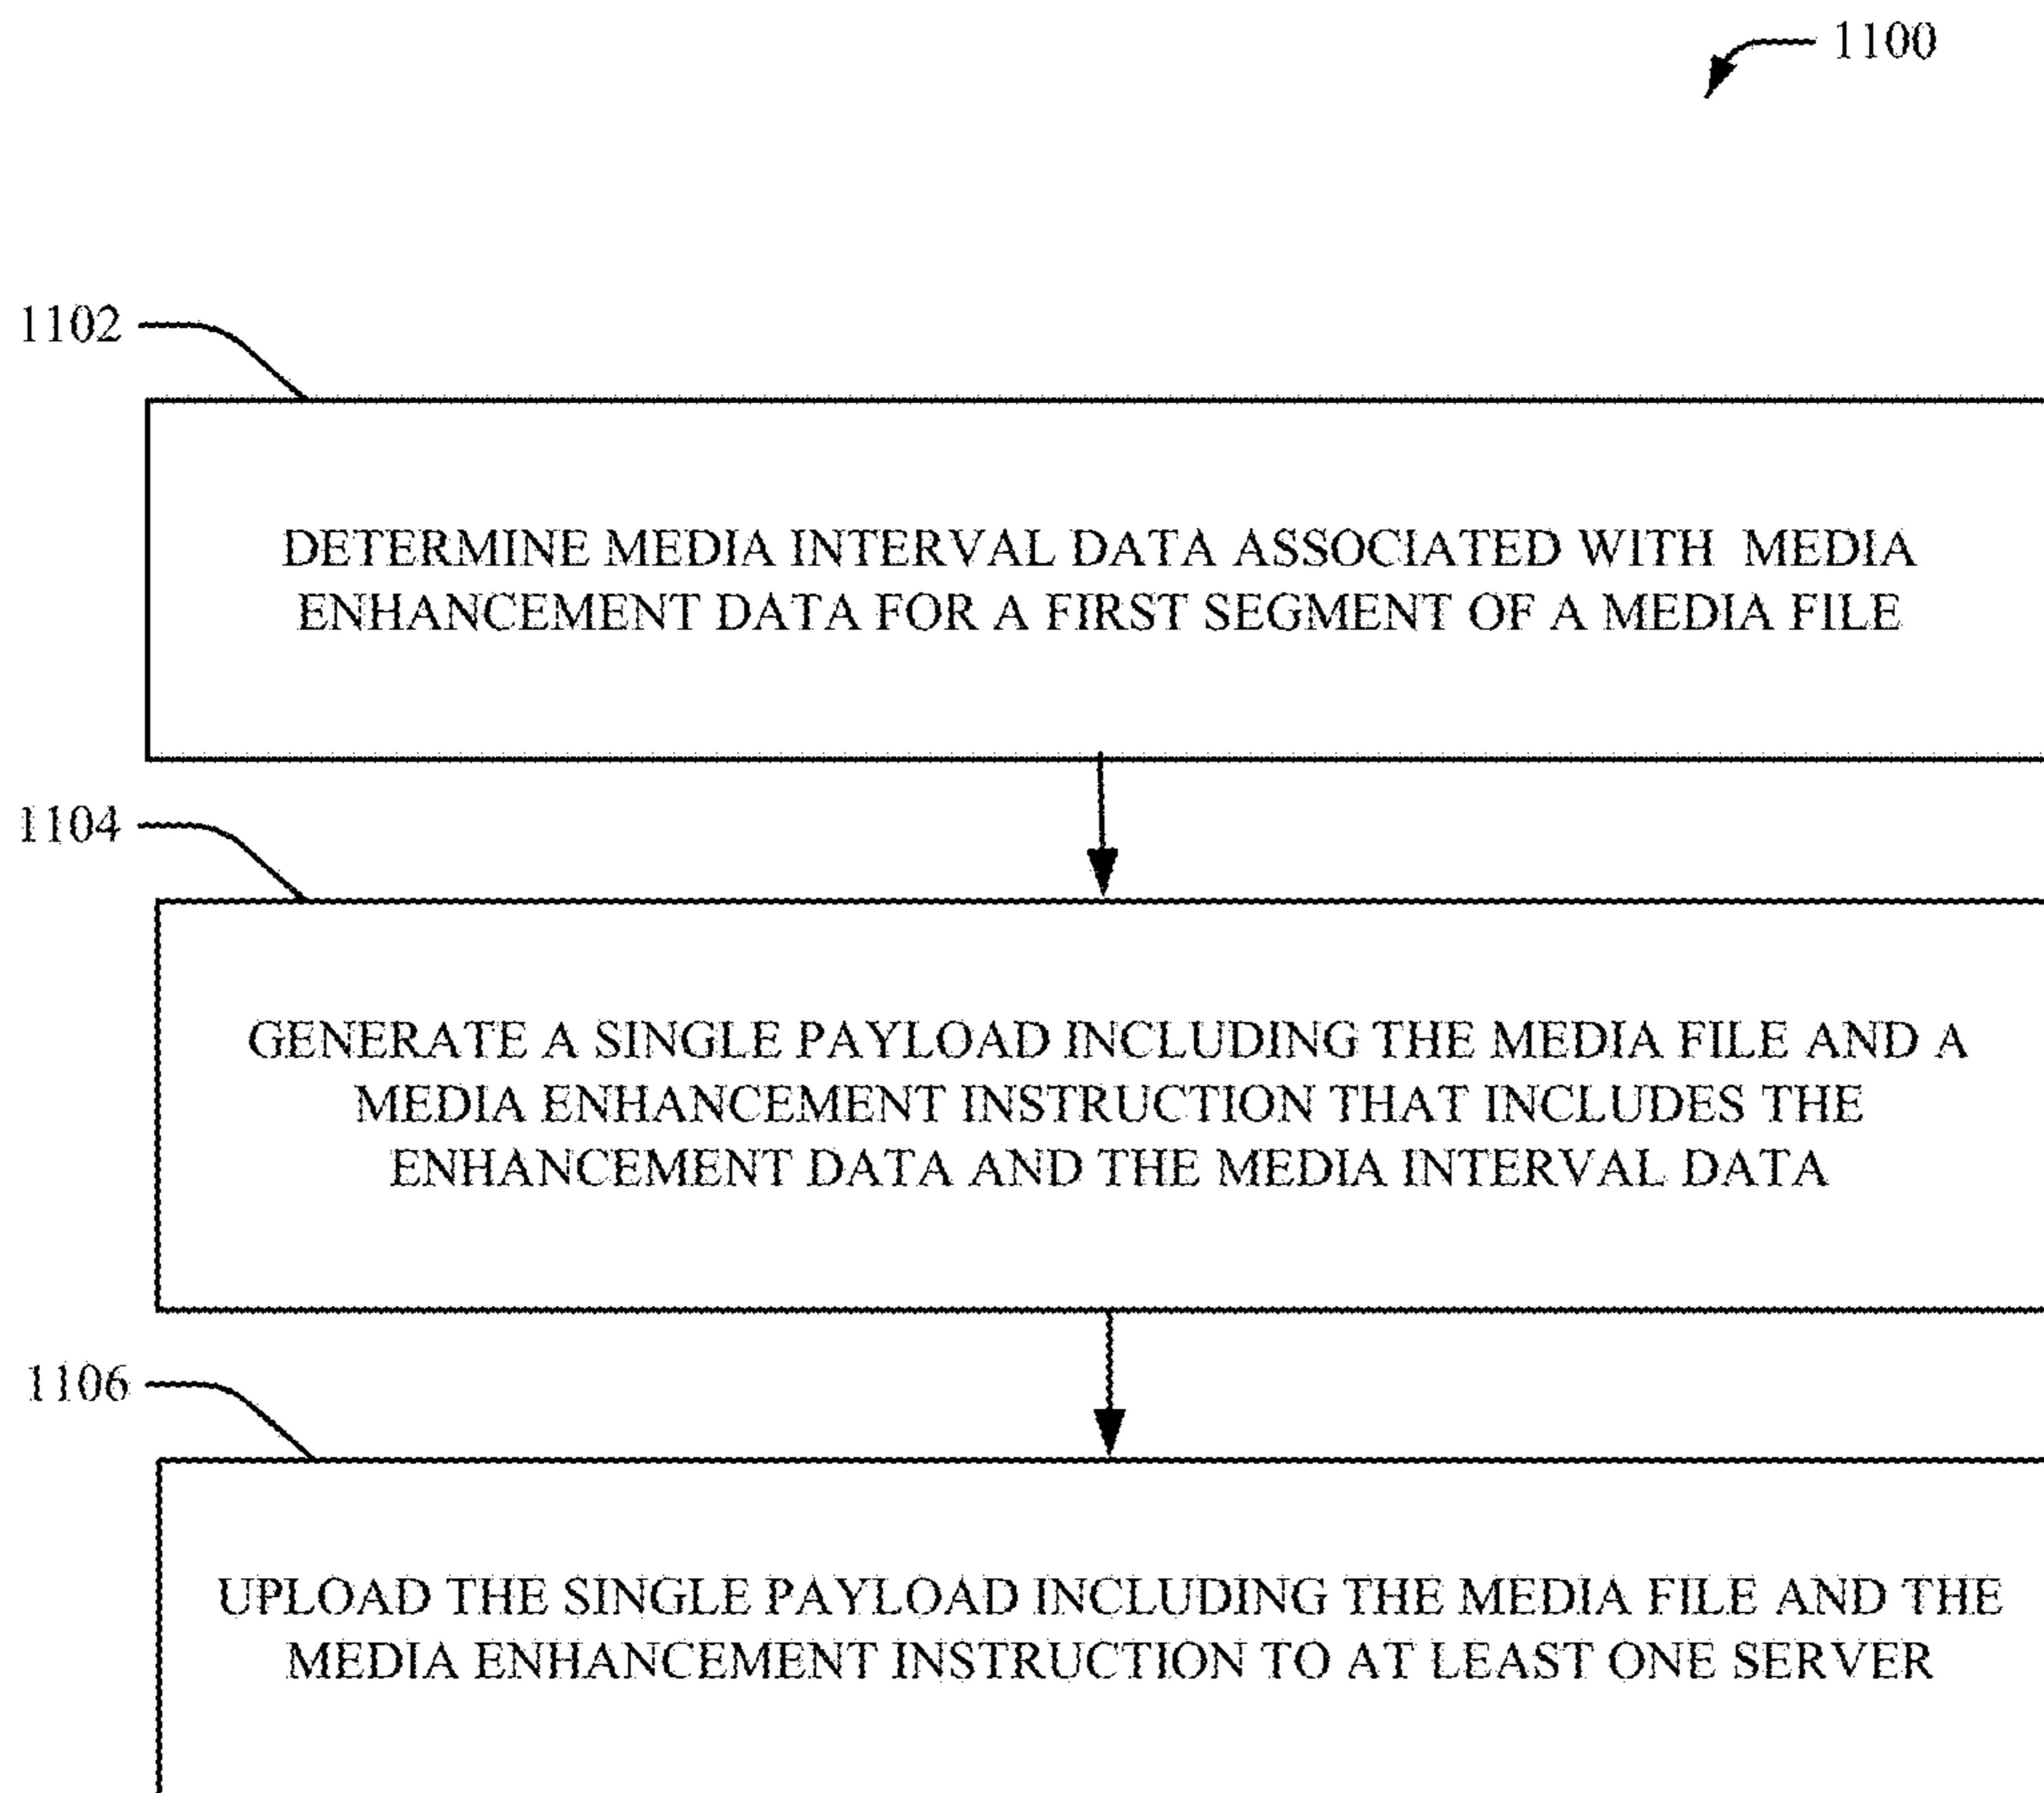 1100
1102
DETERMINE MEDIA INTERVAL DATA ASSOCIATED WITH MEDIA
ENHANCEMENT DATA FOR A FIRST SEGMENT OF A MEDIA FILE
1104
GENERATE A SINGLE PAYLOAD INCLUDING THE MEDIA FILE AND A
MEDIA ENHANCEMENT INSTRUCTION THAT INCLUDES THE
ENHANCEMENT DATA AND THE MEDIA INTERVAL DATA
1106
UPLOAD THE SINGLE PAYLOAD INCLUDING THE MEDIA FILE AND THE
MEDIA ENHANCEMENT INSTRUCTION TO AT LEAST ONE SERVER